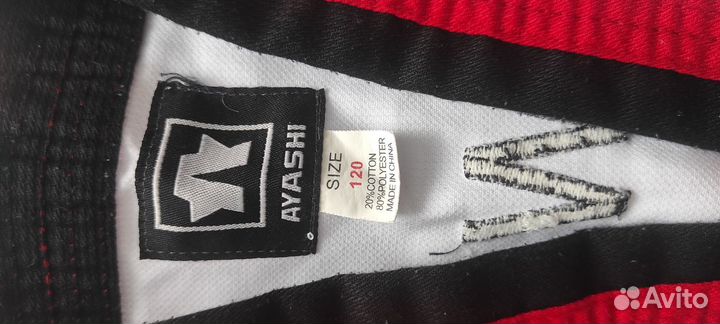 AYASHI
SIZE
120
20%COTTON
80%POLYESTER
MADE IN CHINA
Avito